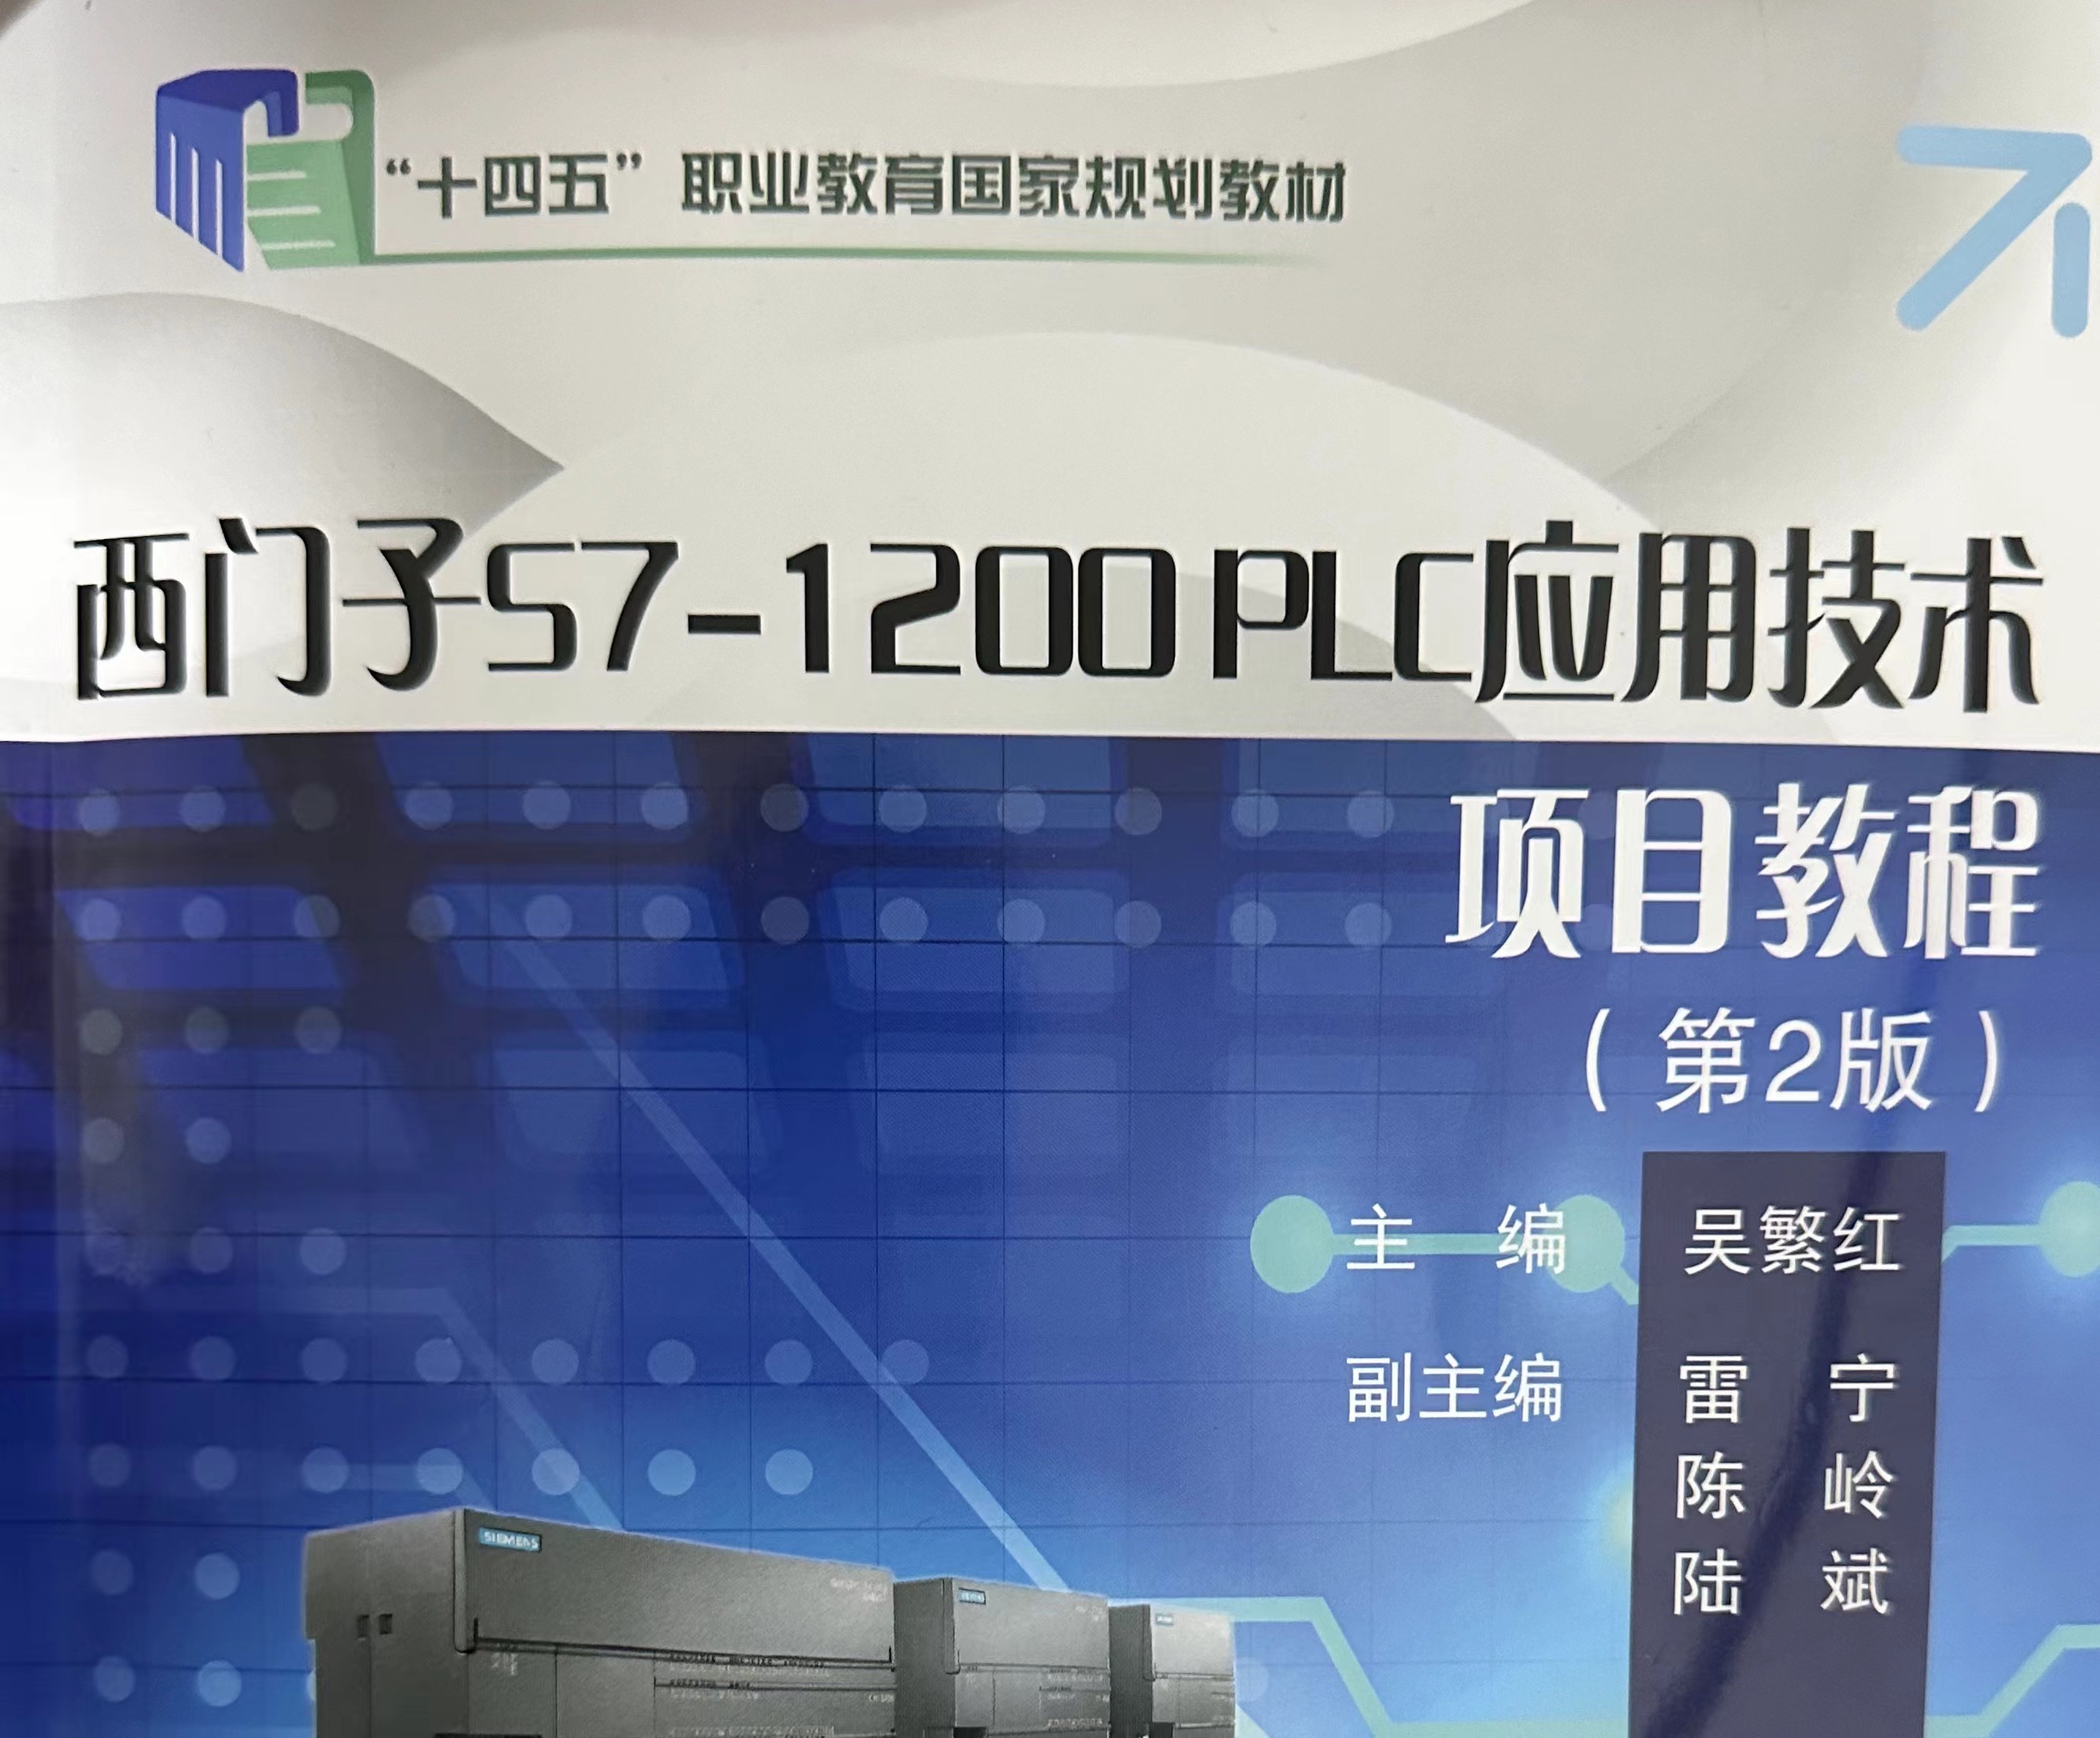 “十四五”职业教育国家规划教材
西门子S7-1200 PLC应用技术
项目教程
（第2版）
主 编 吴繁红
副主编 雷 宁
陈 岭
陆 斌
SIEMENS